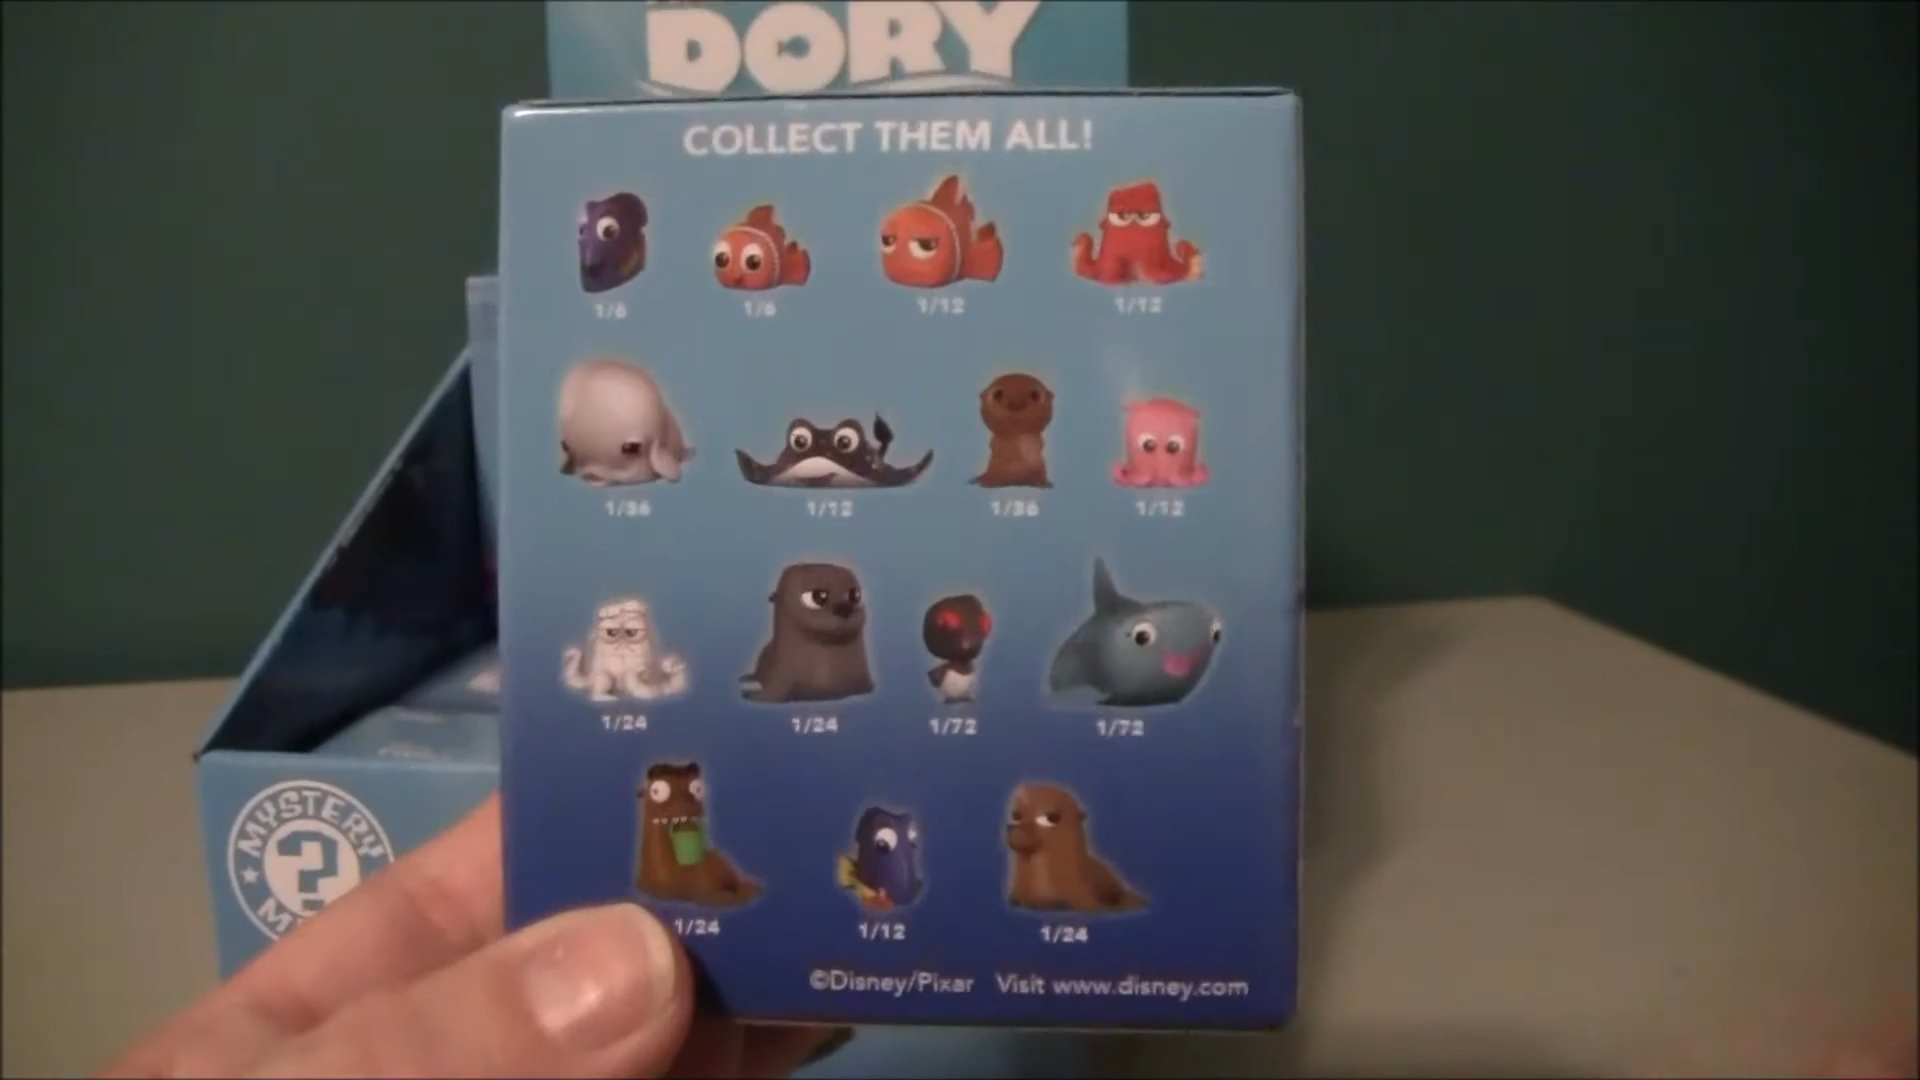 DORY
COLLECT THEM ALL!
1/6 1/6 1/12 1/12
1/36 1/12 1/36 1/12
1/24 1/24 1/72 1/72
1/24 1/12 1/24
©Disney/Pixar Visit www.disney.com
MYSTERY
?